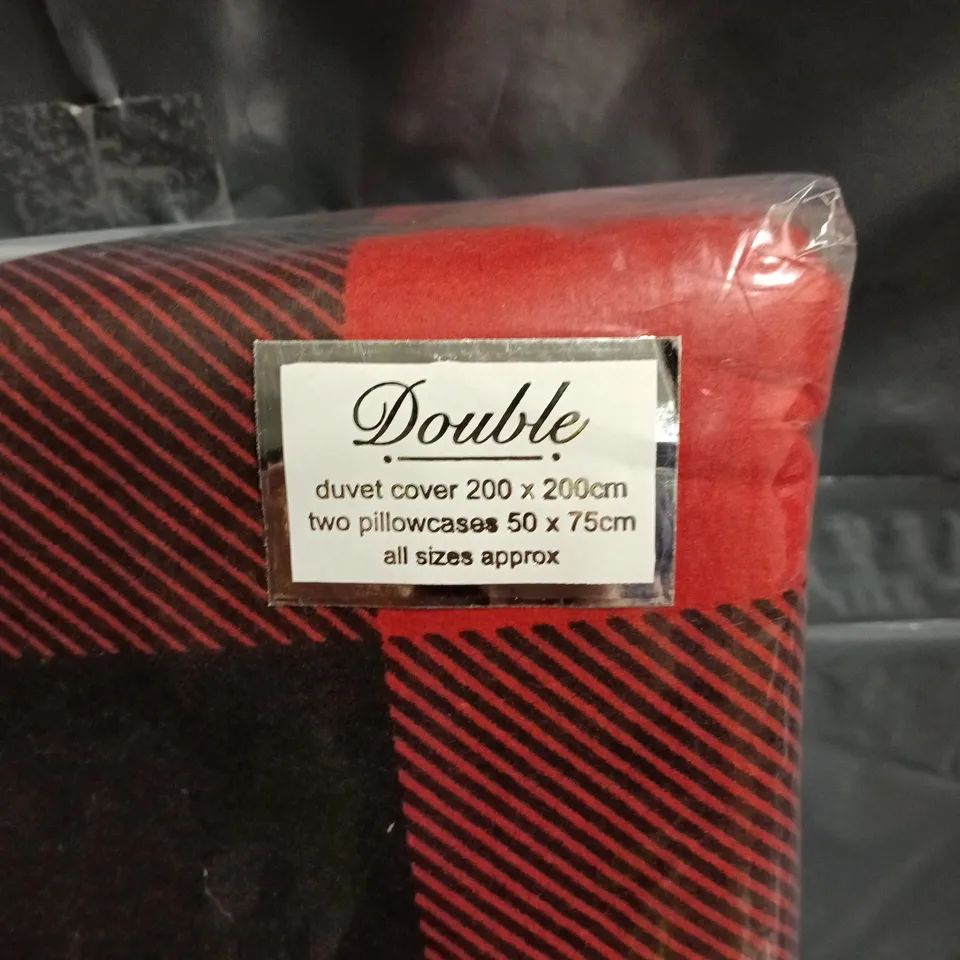 Double
duvet cover 200 x 200cm
two pillowcases 50 x 75cm
all sizes approx